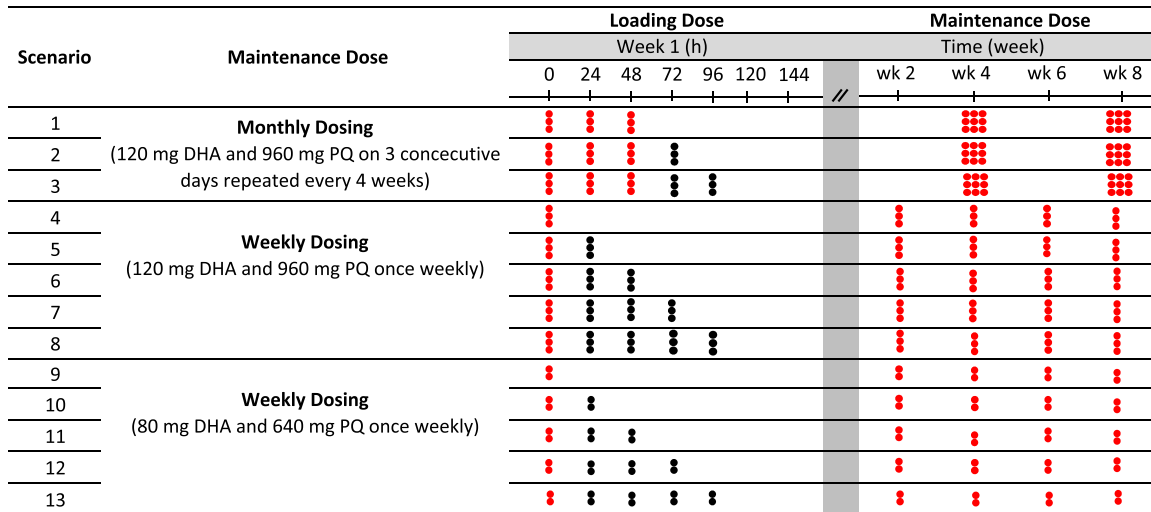 Loading Dose Maintenance Dose
Scenario Maintenance Dose Week 1 (h) Time (week)
0 24 48 72 96 120 144 // wk 2 wk 4 wk 6 wk 8
1
Monthly Dosing
2
(120 mg DHA and 960 mg PQ on 3 concecutive
days repeated every 4 weeks)
3
4
Weekly Dosing
5
(120 mg DHA and 960 mg PQ once weekly)
6
7
8
9
Weekly Dosing
10
(80 mg DHA and 640 mg PQ once weekly)
11
12
13